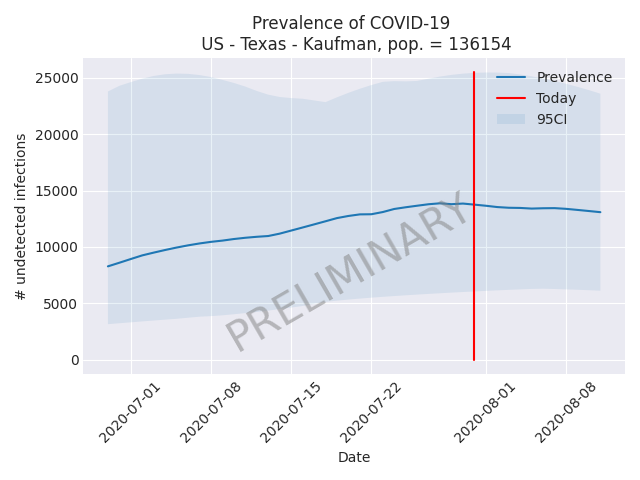 Prevalence of COVID-19
US - Texas - Kaufman, pop. = 136154
# undetected infections
25000
20000
15000
10000
5000
0
Prevalence
Today
95CI
PRELIMINARY
2020-07-01
2020-07-08
2020-07-15
2020-07-22
2020-08-01
2020-08-08
Date